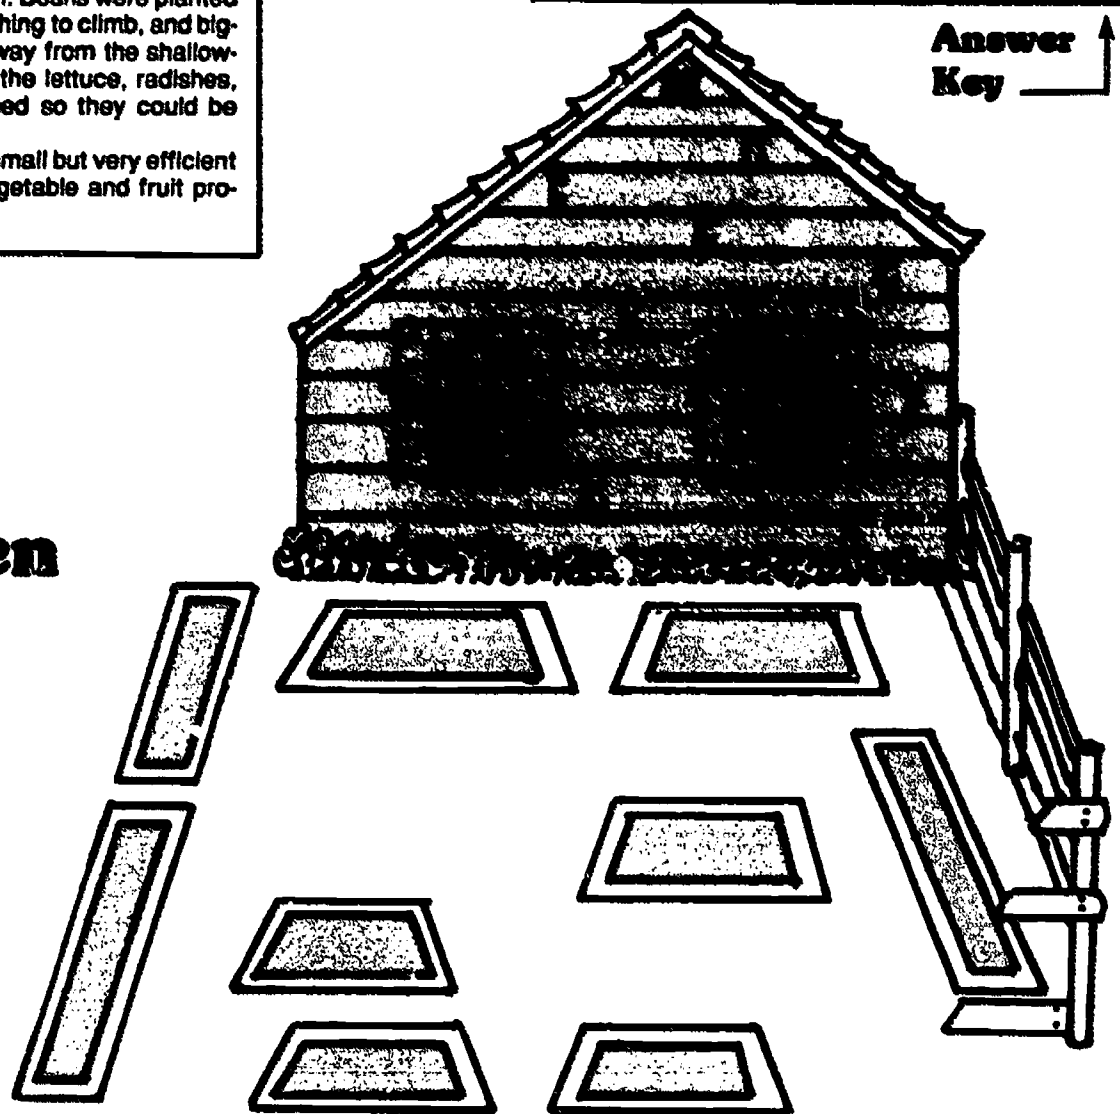 hing to climb, and big-
way from the shallow-
the lettuce, radishes,
ed so they could be
mall but very efficient
getable and fruit pro-
Answer
Key
en